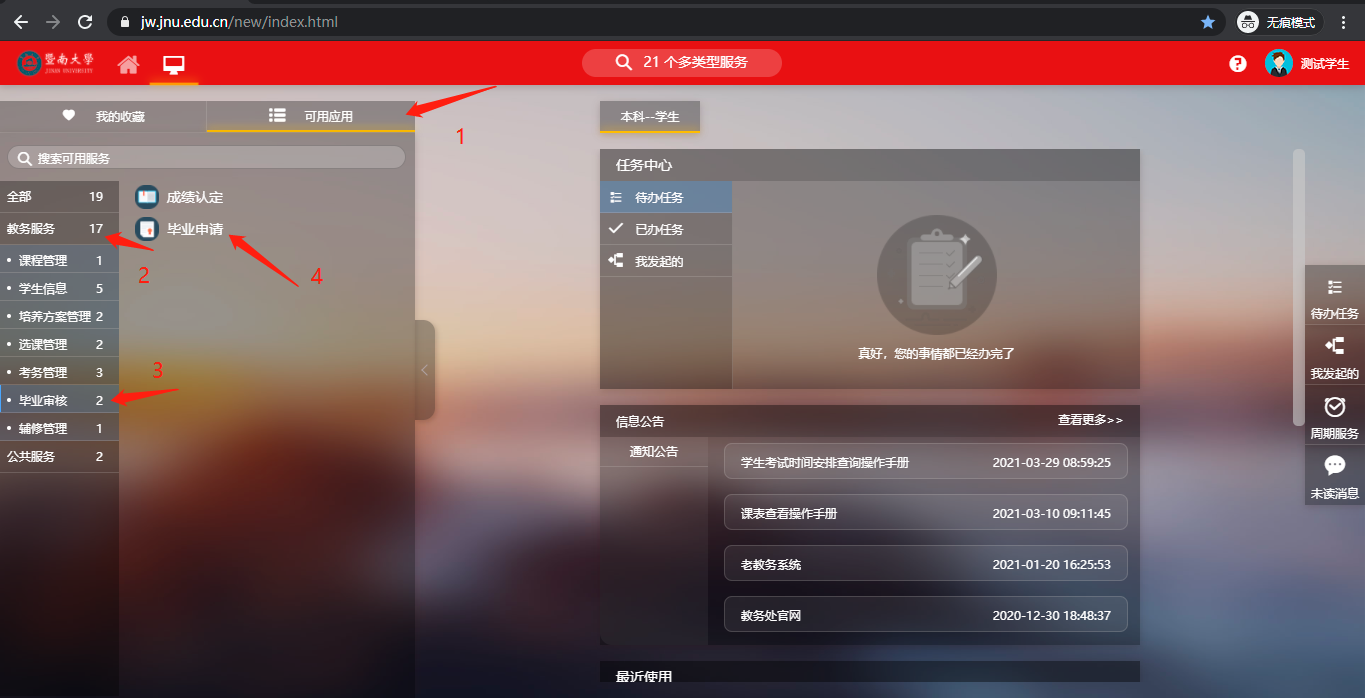 jw.jnu.edu.cn/new/index.html
无痕模式
暨南大學
JINAN UNIVERSITY
21 个多类型服务
测试学生
我的收藏
可用应用
1
搜索可用服务
全部 19
教务服务 17
2
课程管理 1
学生信息 5
培养方案管理 2
选课管理 2
考务管理 3
毕业审核 2
3
辅修管理 1
公共服务 2
成绩认定
毕业申请
4
本科--学生
任务中心
待办任务
已办任务
我发起的
真好，您的事情都已经办完了
信息公告
查看更多>>
通知公告
学生考试时间安排查询操作手册 2021-03-29 08:59:25
课表查看操作手册 2021-03-10 09:11:45
老教务系统 2021-01-20 16:25:53
教务处官网 2020-12-30 18:48:37
最近使用
待办任务
我发起的
周期服务
未读消息